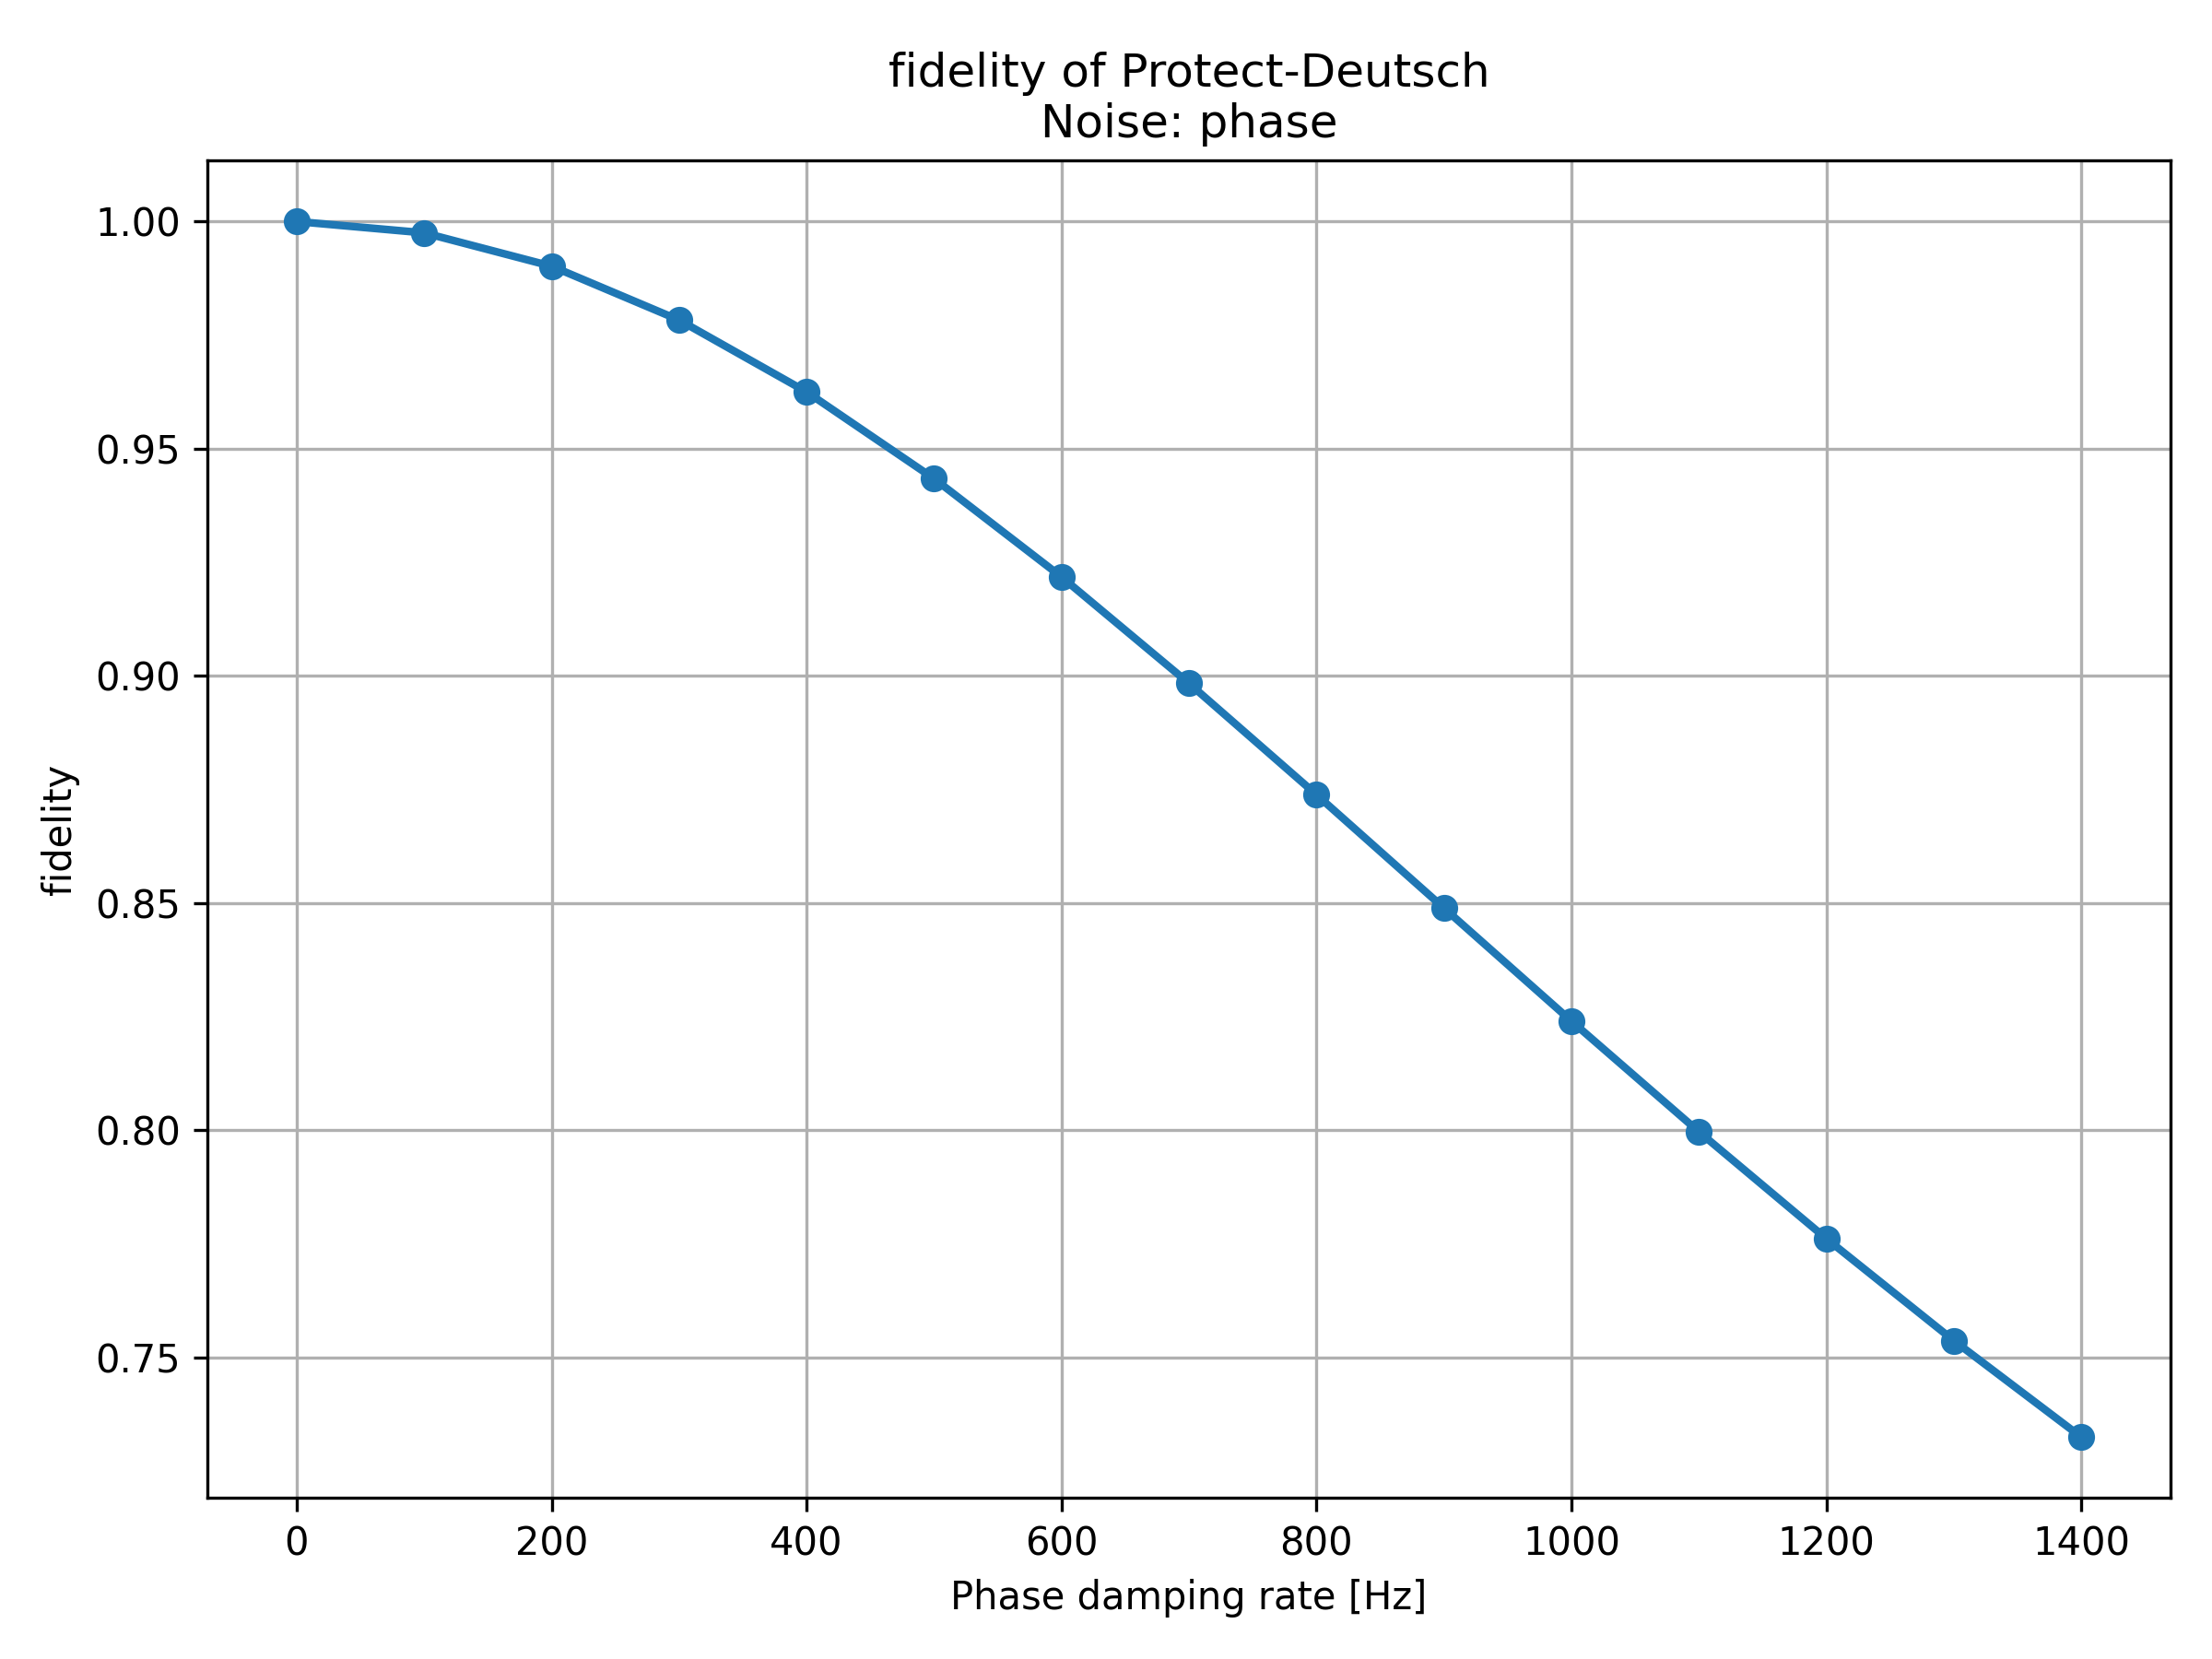 fidelity of Protect-Deutsch
Noise: phase
1.00
0.95
0.90
0.85
0.80
0.75
fidelity
0 200 400 600 800 1000 1200 1400
Phase damping rate [Hz]